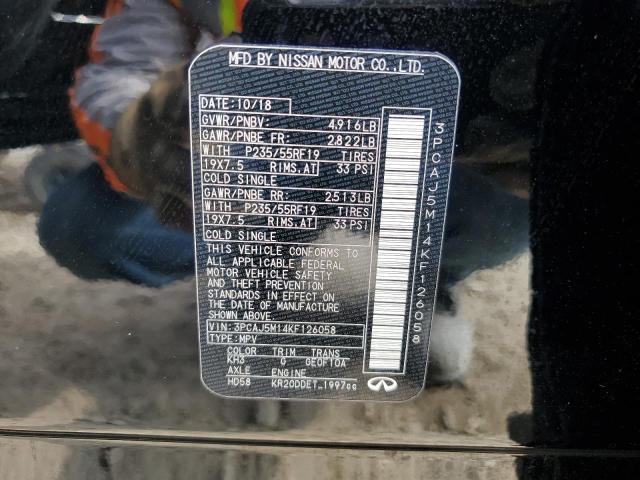 MFD BY NISSAN MOTOR CO.,LTD.
DATE:10/18
GVWR/PNBV: 4.916LB
GAWR/PNBE FR: 2.822LB
WITH P235/55RF19 TIRES
19X7.5 RIMS.AT 33 PSI
COLD SINGLE
GAWR/PNBE RR: 2513LB
WITH P235/55RF19 TIRES
19X7.5 RIMS.AT 33 PSI
COLD SINGLE
THIS VEHICLE CONFORMS TO
ALL APPLICABLE FEDERAL
MOTOR VEHICLE SAFETY
AND THEFT PREVENTION
STANDARDS IN EFFECT ON
THE DATE OF MANUFACTURE
SHOWN ABOVE.
VIN:3PCAJ5M14KF126058
TYPE:MPV
COLOR TRIM TRANS
KH3 G GE0F10A
AXLE ENGINE
HD58 KR20DDET 1997cc
3PCAJ5M14KF126058